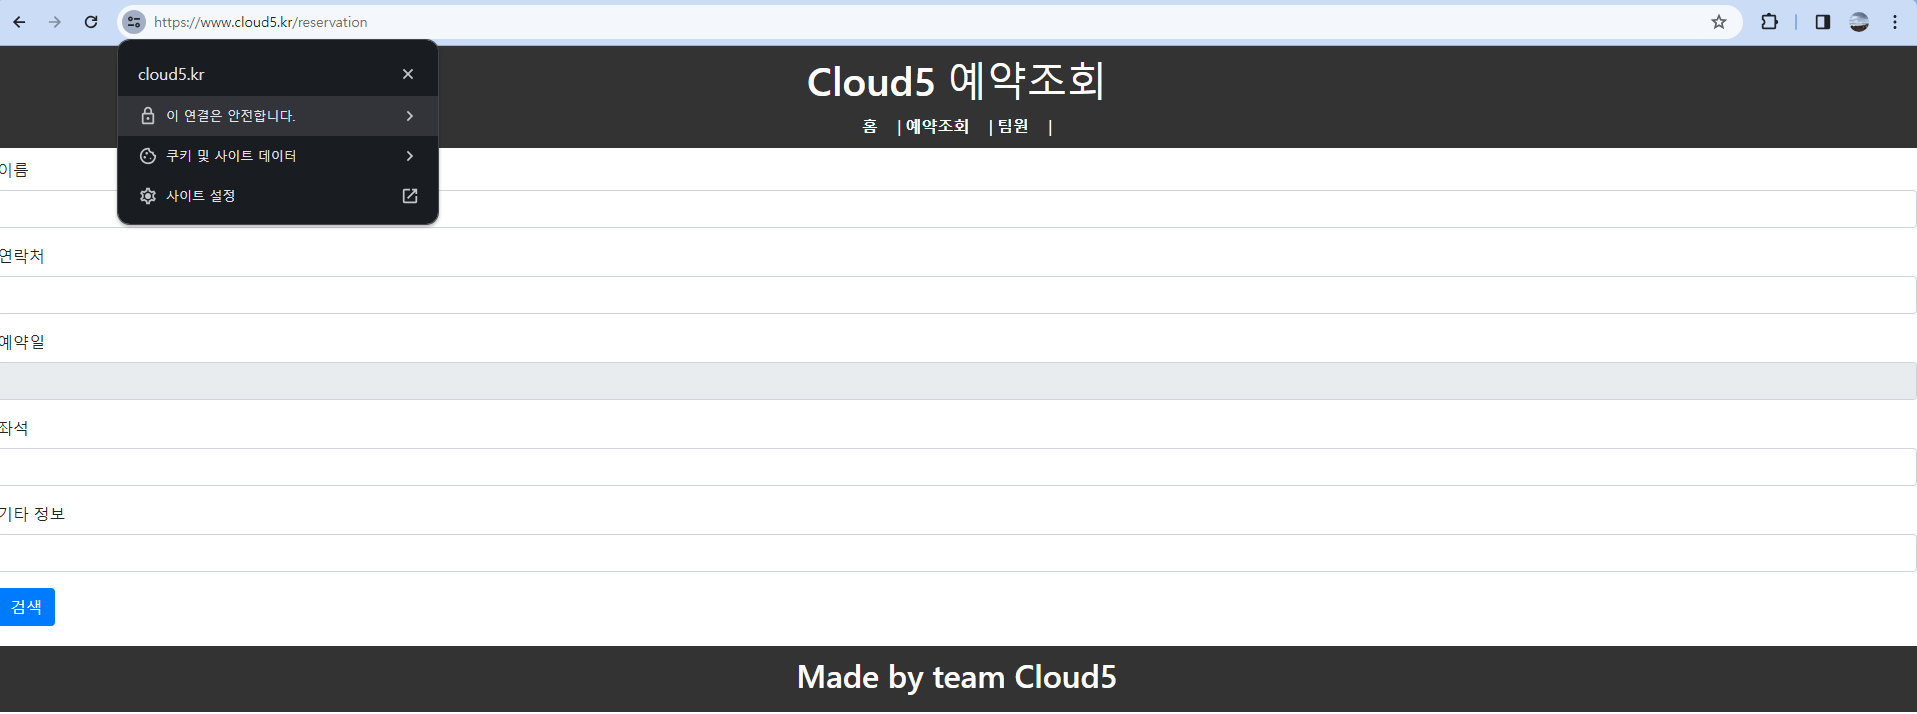 https://www.cloud5.kr/reservation
cloud5.kr
이 연결은 안전합니다.
쿠키 및 사이트 데이터
사이트 설정
Cloud5 예약조회
홈 | 예약조회 | 팀원 |
이름
연락처
예약일
좌석
기타 정보
검색
Made by team Cloud5